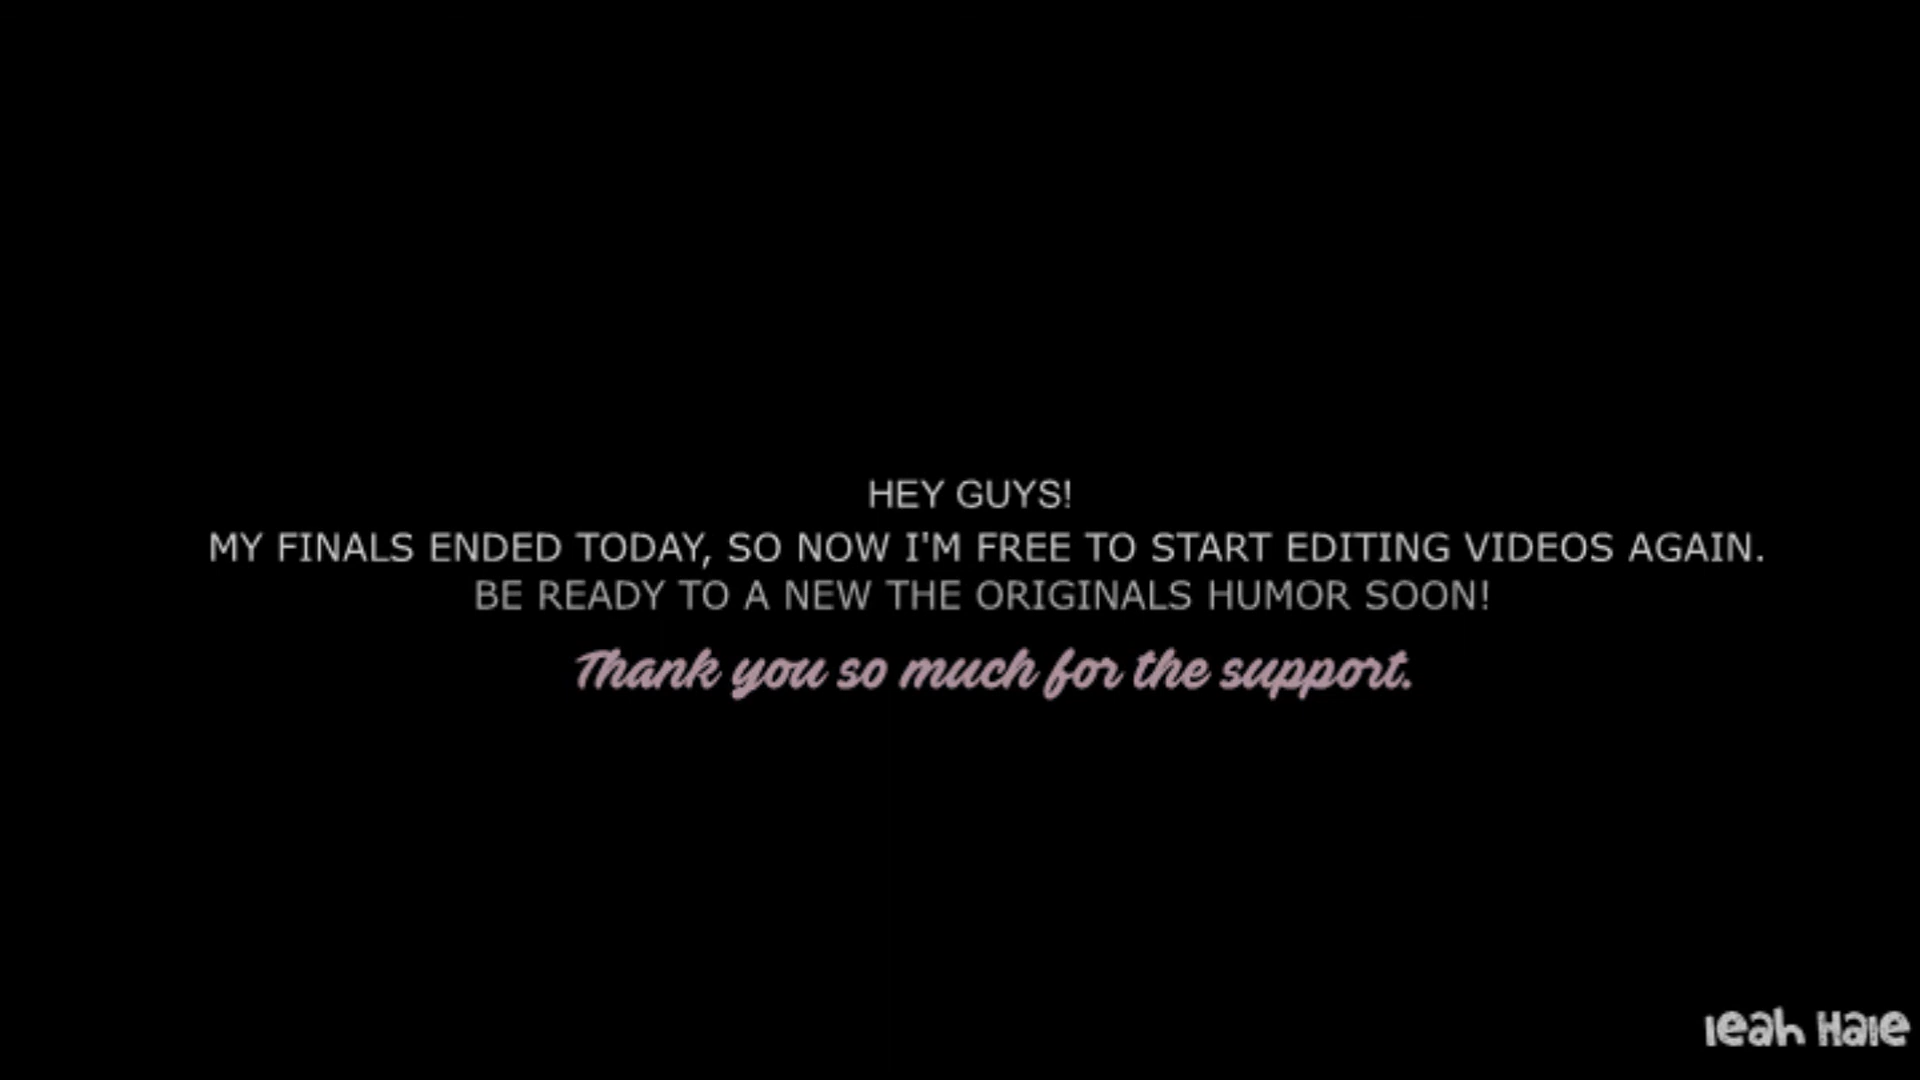 HEY GUYS!
MY FINALS ENDED TODAY, SO NOW I'M FREE TO START EDITING VIDEOS AGAIN.
BE READY TO A NEW THE ORIGINALS HUMOR SOON!
Thank you so much for the support.
leah Hale